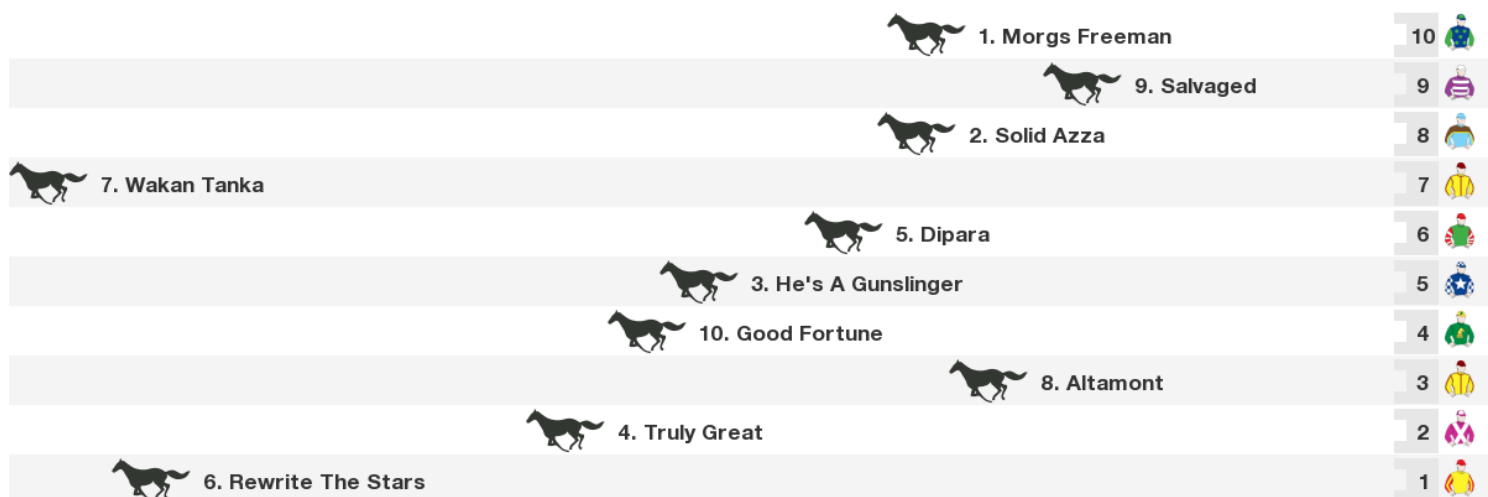 1. Morgs Freeman 10
9. Salvaged 9
2. Solid Azza 8
7. Wakan Tanka 7
5. Dipara 6
3. He's A Gunslinger 5
10. Good Fortune 4
8. Altamont 3
4. Truly Great 2
6. Rewrite The Stars 1